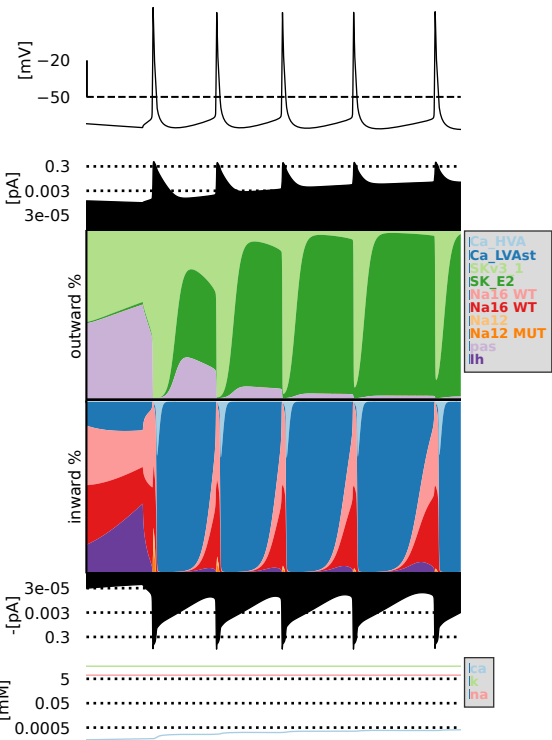 [mV]
−20
−50
[pA]
0.3
0.003
3e-05
outward %
Ca_HVA
Ca_LVAst
SKv3_1
SK_E2
Na16 WT
Na16 WT
Na12
Na12 MUT
pas
Ih
inward %
-[pA]
3e-05
0.003
0.3
[mM]
5
0.05
0.0005
ca
k
na